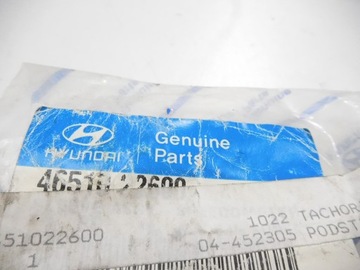 Genuine
Parts
HYUNDAI
1022 TACHOR
51022600
04-452305 PODST
1